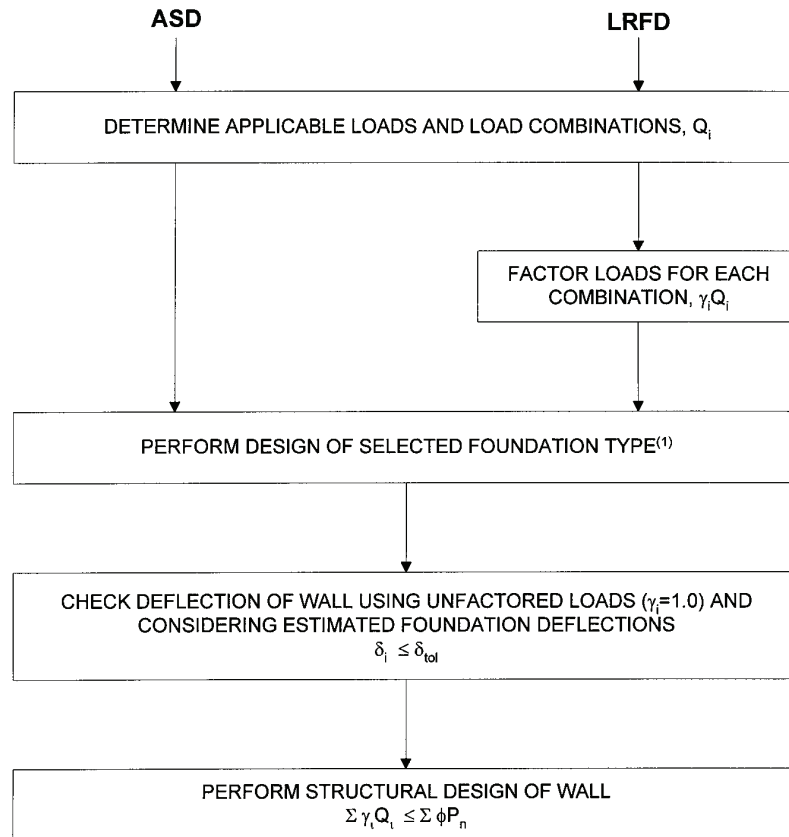 ASD LRFD
DETERMINE APPLICABLE LOADS AND LOAD COMBINATIONS, Qᵢ
FACTOR LOADS FOR EACH
COMBINATION, γᵢQᵢ
PERFORM DESIGN OF SELECTED FOUNDATION TYPE⁽¹⁾
CHECK DEFLECTION OF WALL USING UNFACTORED LOADS (γᵢ=1.0) AND
CONSIDERING ESTIMATED FOUNDATION DEFLECTIONS
δᵢ ≤ δtol
PERFORM STRUCTURAL DESIGN OF WALL
Σ γιQι ≤ Σ ϕPₙ